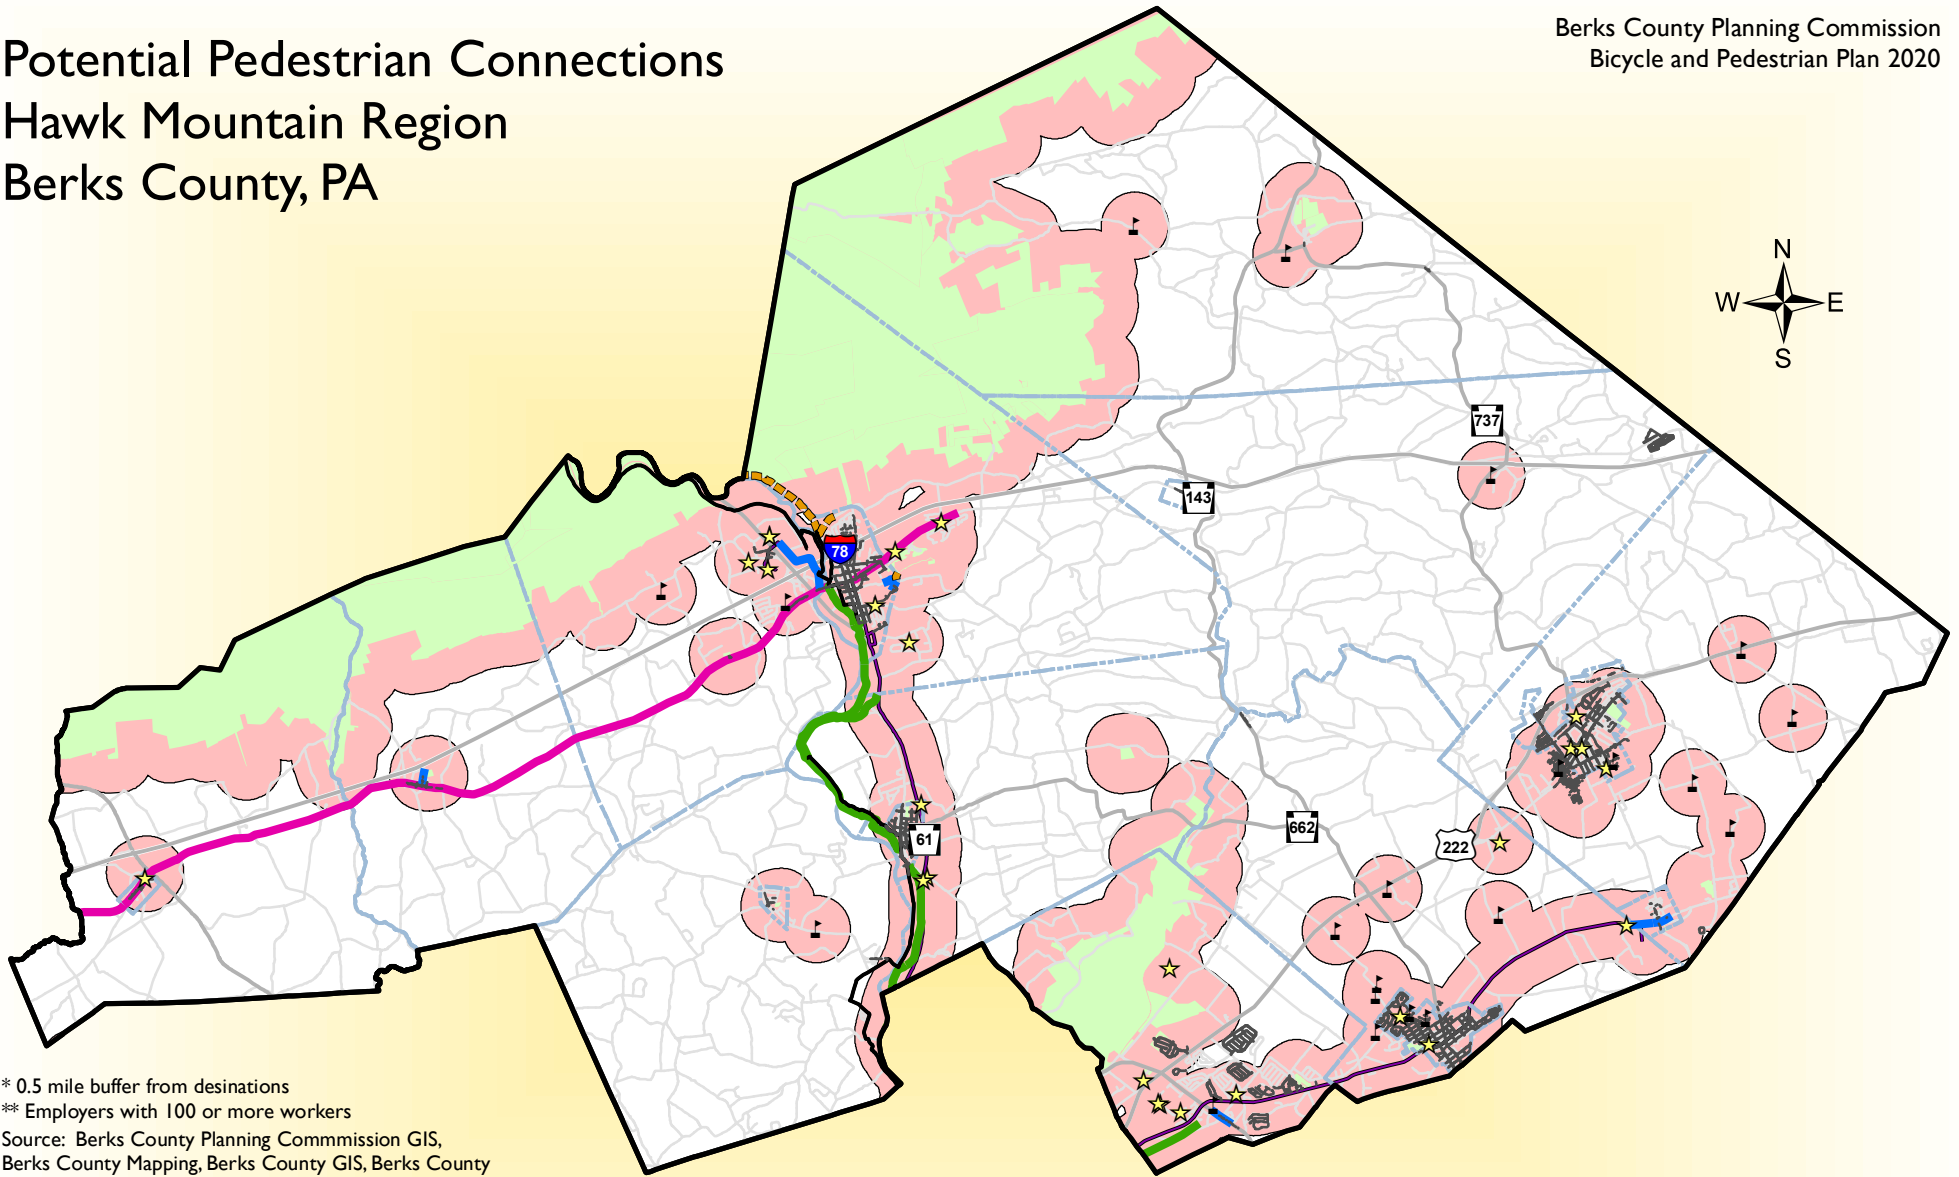 Potential Pedestrian Connections
Hawk Mountain Region
Berks County, PA
Berks County Planning Commission
Bicycle and Pedestrian Plan 2020
N
W
E
S
737
143
78
61
662
222
* 0.5 mile buffer from desinations
** Employers with 100 or more workers
Source: Berks County Planning Commmission GIS,
Berks County Mapping, Berks County GIS, Berks County